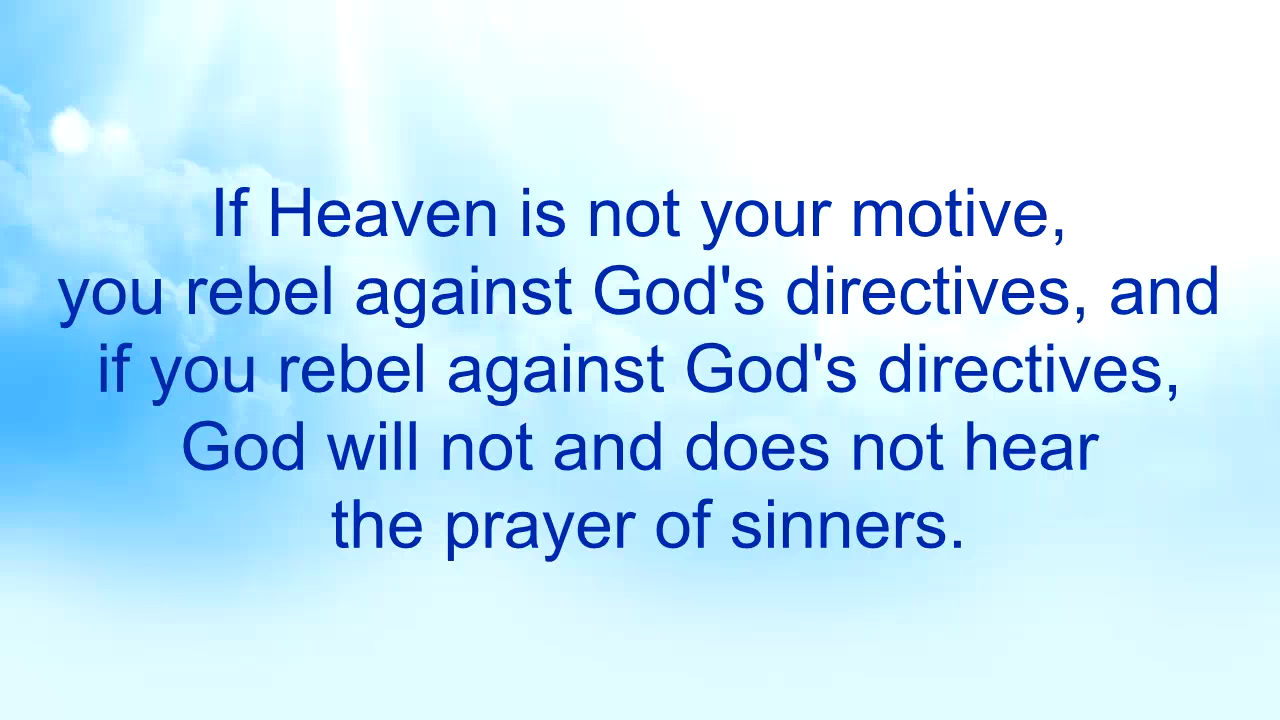 If Heaven is not your motive,
you rebel against God's directives, and
if you rebel against God's directives,
God will not and does not hear
the prayer of sinners.